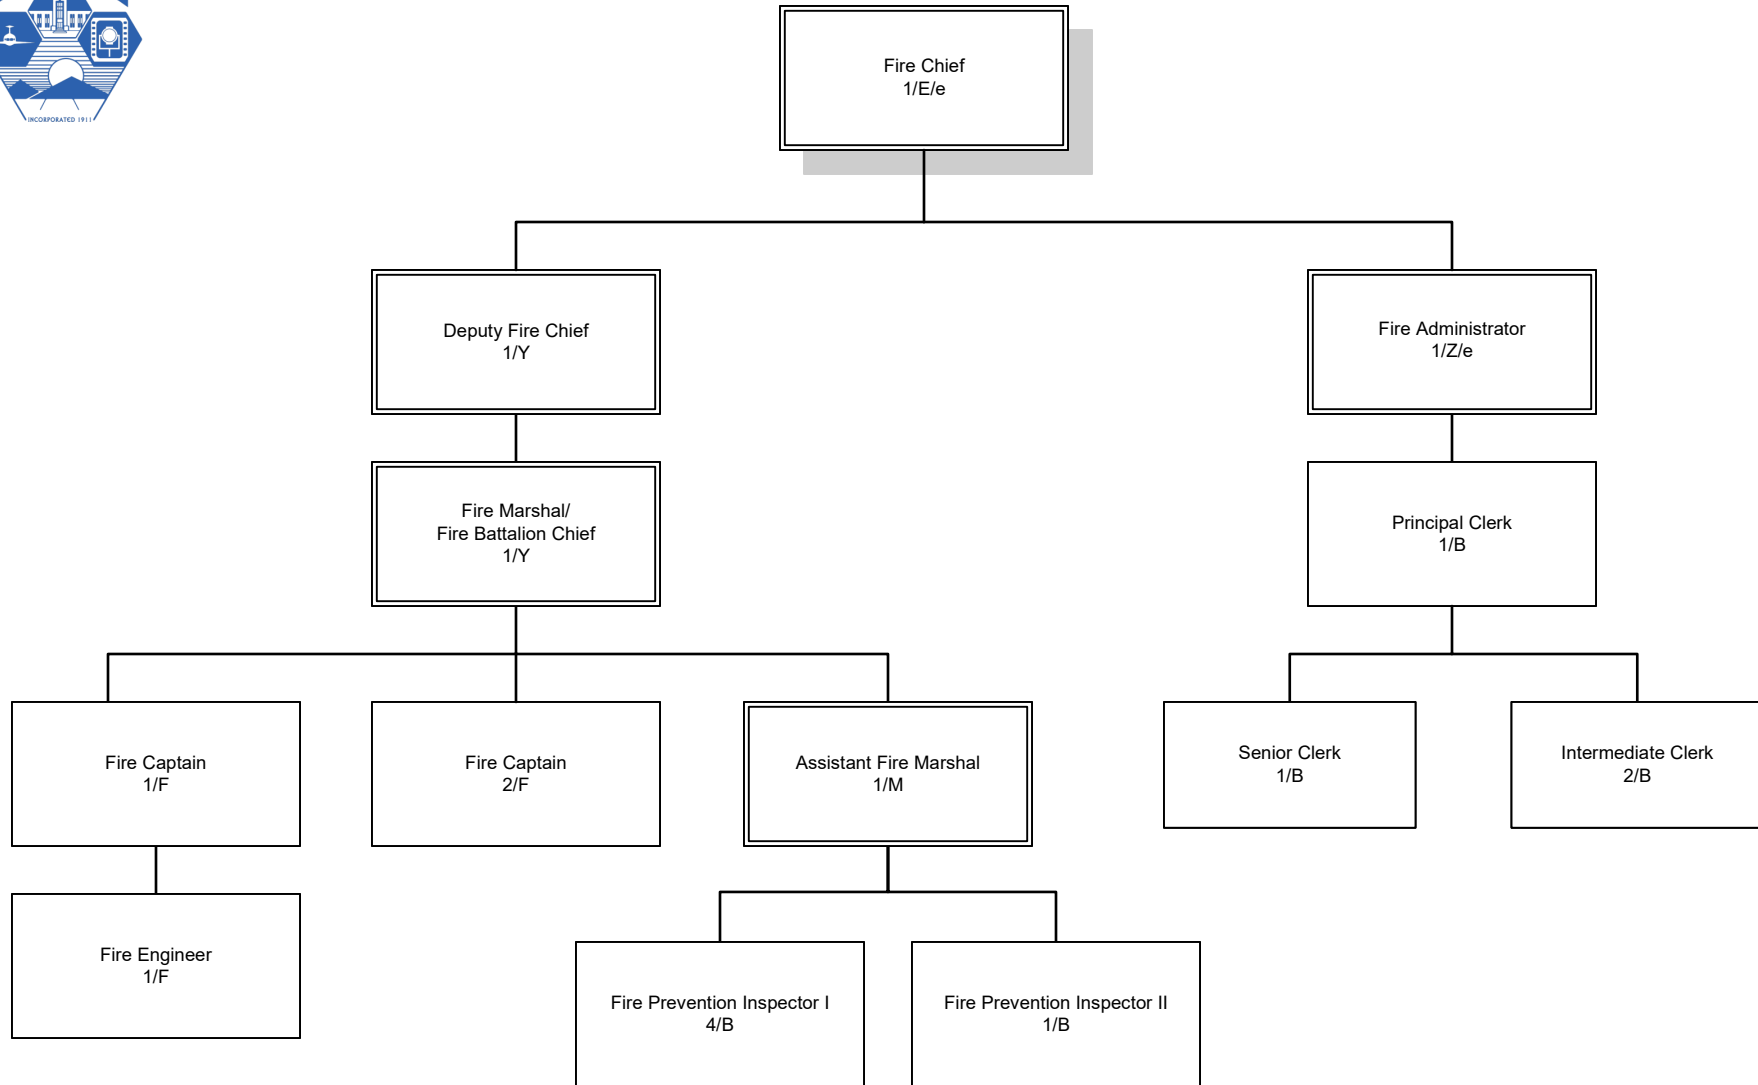 INCORPORATED 1911
Fire Chief
1/E/e
Deputy Fire Chief
1/Y
Fire Administrator
1/Z/e
Fire Marshal/
Fire Battalion Chief
1/Y
Principal Clerk
1/B
Fire Captain
1/F
Fire Captain
2/F
Assistant Fire Marshal
1/M
Senior Clerk
1/B
Intermediate Clerk
2/B
Fire Engineer
1/F
Fire Prevention Inspector I
4/B
Fire Prevention Inspector II
1/B